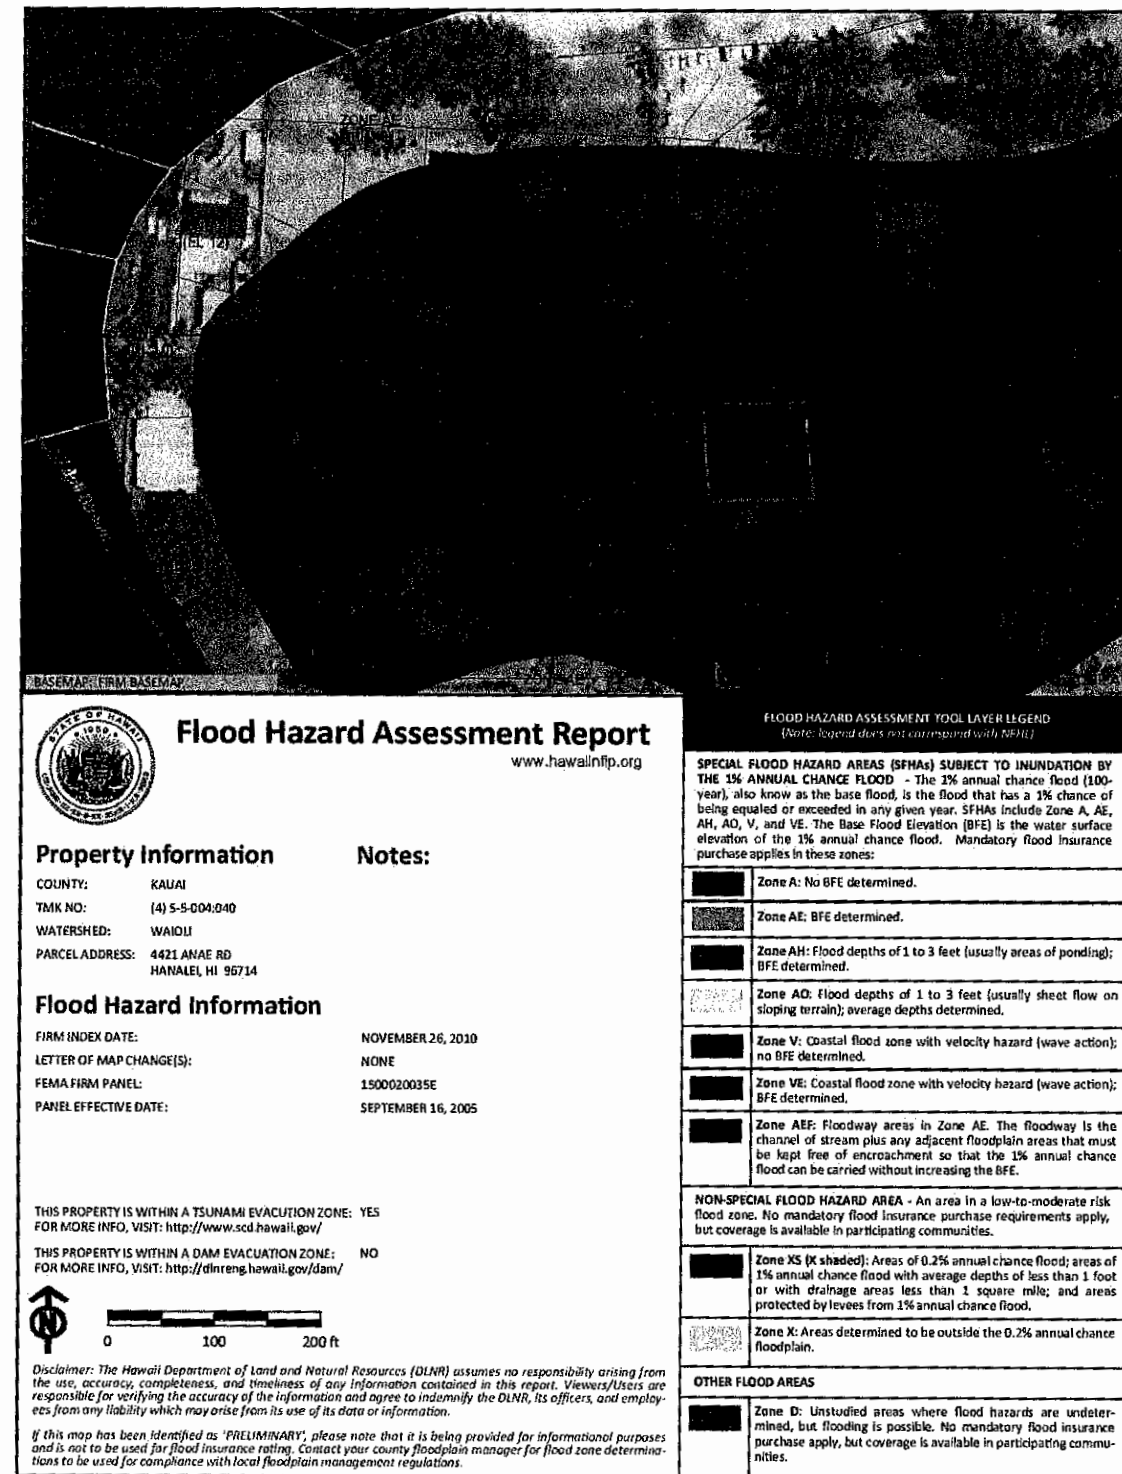 ZONE AE
(EL 12)
BASEMAP: FIRM BASEMAP
STATE OF HAWAII
1959
Flood Hazard Assessment Report
www.hawaiinfip.org
Property Information
Notes:
COUNTY: KAUAI
TMK NO: (4) 5-5-004:040
WATERSHED: WAIOLI
PARCEL ADDRESS: 4421 ANAE RD
HANALEI, HI 96714
Flood Hazard Information
FIRM INDEX DATE: NOVEMBER 26, 2010
LETTER OF MAP CHANGE(S): NONE
FEMA FIRM PANEL: 1500020035E
PANEL EFFECTIVE DATE: SEPTEMBER 16, 2005
THIS PROPERTY IS WITHIN A TSUNAMI EVACUTION ZONE: YES
FOR MORE INFO, VISIT: http://www.scd.hawaii.gov/
THIS PROPERTY IS WITHIN A DAM EVACUATION ZONE: NO
FOR MORE INFO, VISIT: http://dlnreng.hawaii.gov/dam/
N
0 100 200 ft
Disclaimer: The Hawaii Department of Land and Natural Resources (DLNR) assumes no responsibility arising from
the use, accuracy, completeness, and timeliness of any information contained in this report. Viewers/Users are
responsible for verifying the accuracy of the information and agree to indemnify the DLNR, its officers, and employ-
ees from any liability which may arise from its use of its data or information.
If this map has been identified as 'PRELIMINARY', please note that it is being provided for informational purposes
and is not to be used for flood insurance rating. Contact your county floodplain manager for flood zone determina-
tions to be used for compliance with local floodplain management regulations.
FLOOD HAZARD ASSESSMENT TOOL LAYER LEGEND
(Note: legend does not correspond with NFHL)
SPECIAL FLOOD HAZARD AREAS (SFHAs) SUBJECT TO INUNDATION BY
THE 1% ANNUAL CHANCE FLOOD - The 1% annual chance flood (100-
year), also know as the base flood, is the flood that has a 1% chance of
being equaled or exceeded in any given year. SFHAs include Zone A, AE,
AH, AO, V, and VE. The Base Flood Elevation (BFE) is the water surface
elevation of the 1% annual chance flood. Mandatory flood insurance
purchase applies in these zones:
Zone A: No BFE determined.
Zone AE: BFE determined.
Zone AH: Flood depths of 1 to 3 feet (usually areas of ponding);
BFE determined.
Zone AO: Flood depths of 1 to 3 feet (usually sheet flow on
sloping terrain); average depths determined.
Zone V: Coastal flood zone with velocity hazard (wave action);
no BFE determined.
Zone VE: Coastal flood zone with velocity hazard (wave action);
BFE determined.
Zone AEF: Floodway areas in Zone AE. The floodway is the
channel of stream plus any adjacent floodplain areas that must
be kept free of encroachment so that the 1% annual chance
flood can be carried without increasing the BFE.
NON-SPECIAL FLOOD HAZARD AREA - An area in a low-to-moderate risk
flood zone. No mandatory flood insurance purchase requirements apply,
but coverage is available in participating communities.
Zone XS (X shaded): Areas of 0.2% annual chance flood; areas of
1% annual chance flood with average depths of less than 1 foot
or with drainage areas less than 1 square mile; and areas
protected by levees from 1% annual chance flood.
Zone X: Areas determined to be outside the 0.2% annual chance
floodplain.
OTHER FLOOD AREAS
Zone D: Unstudied areas where flood hazards are undeter-
mined, but flooding is possible. No mandatory flood insurance
purchase apply, but coverage is available in participating commu-
nities.